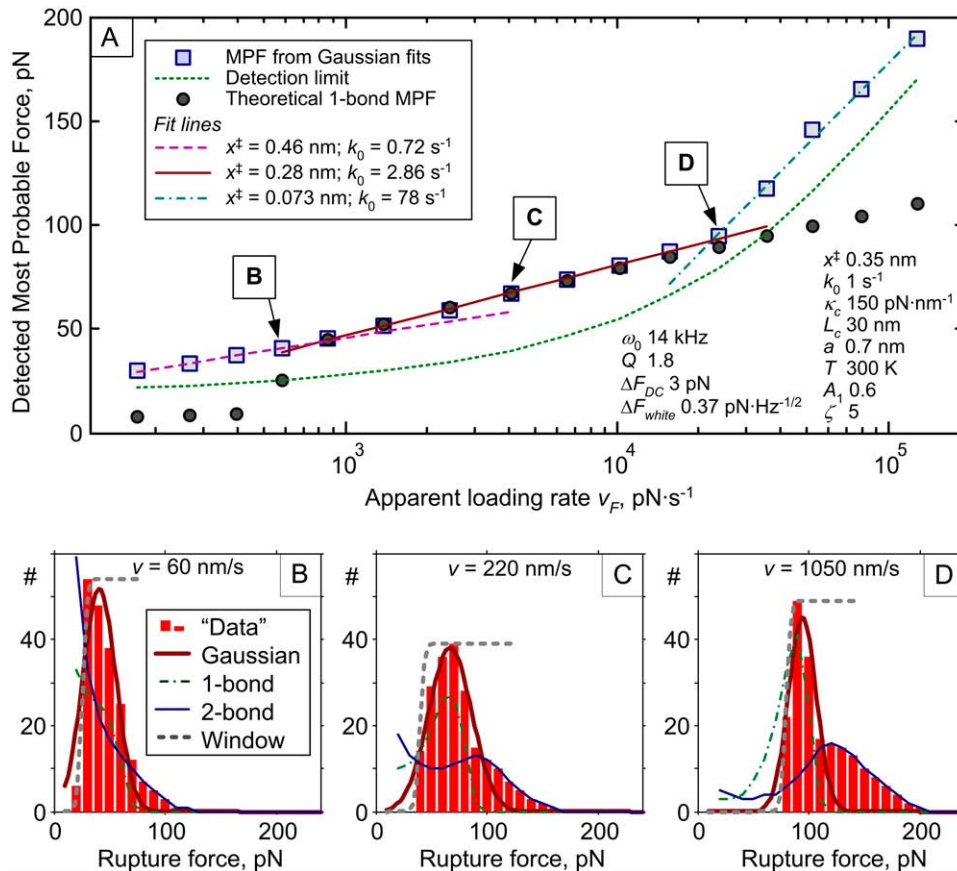 A
MPF from Gaussian fits
Detection limit
Theoretical 1-bond MPF
Fit lines
x‡ = 0.46 nm; k0 = 0.72 s-1
x‡ = 0.28 nm; k0 = 2.86 s-1
x‡ = 0.073 nm; k0 = 78 s-1
B
C
D
Detected Most Probable Force, pN
200
150
100
50
0
ω0 14 kHz
Q 1.8
ΔFDC 3 pN
ΔFwhite 0.37 pN·Hz-1/2
x‡ 0.35 nm
k0 1 s-1
κc 150 pN·nm-1
Lc 30 nm
a 0.7 nm
T 300 K
A1 0.6
ζ 5
10³ 10⁴ 10⁵
Apparent loading rate vF, pN·s-1
# v = 60 nm/s B
40
20
0
"Data"
Gaussian
1-bond
2-bond
Window
0 100 200
Rupture force, pN
# v = 220 nm/s C
40
20
0
0 100 200
Rupture force, pN
# v = 1050 nm/s D
40
20
0
0 100 200
Rupture force, pN